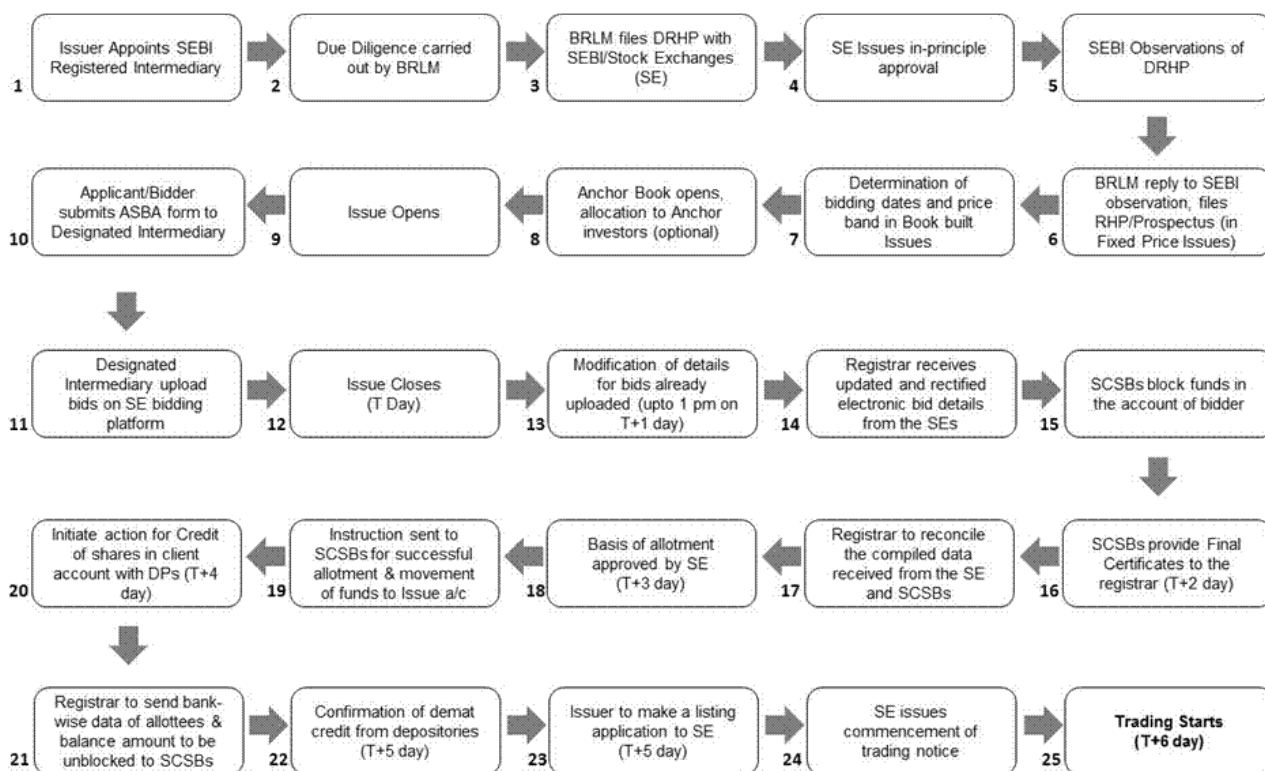 Issuer Appoints SEBI
Registered Intermediary
1
Due Diligence carried
out by BRLM
2
BRLM files DRHP with
SEBI/Stock Exchanges
(SE)
3
SE Issues in-principle
approval
4
SEBI Observations of
DRHP
5
BRLM reply to SEBI
observation, files
RHP/Prospectus (in
Fixed Price Issues)
6
Determination of
bidding dates and price
band in Book built
Issues
7
Anchor Book opens,
allocation to Anchor
investors (optional)
8
Issue Opens
9
Applicant/Bidder
submits ASBA form to
Designated Intermediary
10
Designated
Intermediary upload
bids on SE bidding
platform
11
Issue Closes
(T Day)
12
Modification of details
for bids already
uploaded (upto 1 pm on
T+1 day)
13
Registrar receives
updated and rectified
electronic bid details
from the SEs
14
SCSBs block funds in
the account of bidder
15
SCSBs provide Final
Certificates to the
registrar (T+2 day)
16
Registrar to reconcile
the compiled data
received from the SE
and SCSBs
17
Basis of allotment
approved by SE
(T+3 day)
18
Instruction sent to
SCSBs for successful
allotment & movement
of funds to Issue a/c
19
Initiate action for Credit
of shares in client
account with DPs (T+4
day)
20
Registrar to send bank-
wise data of allottees &
balance amount to be
unblocked to SCSBs
21
Confirmation of demat
credit from depositories
(T+5 day)
22
Issuer to make a listing
application to SE
(T+5 day)
23
SE issues
commencement of
trading notice
24
Trading Starts
(T+6 day)
25